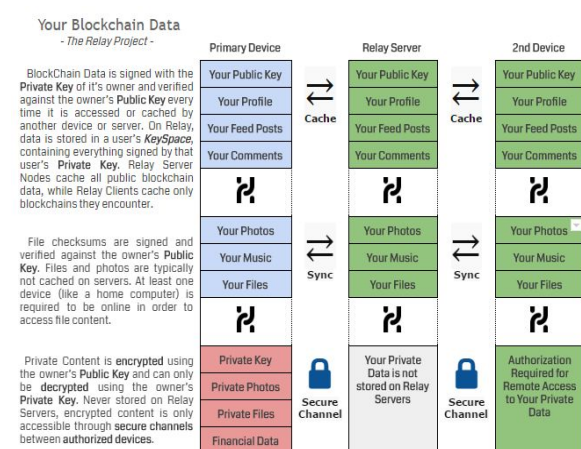 Your Blockchain Data
- The Relay Project -
BlockChain Data is signed with the
Private Key of it's owner and verified
against the owner's Public Key every
time it is accessed or cached by
another device or server. On Relay,
data is stored in a user's KeySpace,
containing everything signed by that
user's Private Key. Relay Server
Nodes cache all public blockchain
data, while Relay Clients cache only
blockchains they encounter.
File checksums are signed and
verified against the owner's Public
Key. Files and photos are typically
not cached on servers. At least one
device (like a home computer) is
required to be online in order to
access file content.
Private Content is encrypted using
the owner's Public Key and can only
be decrypted using the owner's
Private Key. Never stored on Relay
Servers, encrypted content is only
accessible through secure channels
between authorized devices.
Primary Device
Your Public Key
Your Profile
Your Feed Posts
Your Comments
Your Photos
Your Music
Your Files
Private Key
Private Photos
Private Files
Financial Data
Cache
Sync
Secure
Channel
Relay Server
Your Public Key
Your Profile
Your Feed Posts
Your Comments
Your Photos
Your Music
Your Files
Your Private
Data is not
stored on Relay
Servers
Cache
Sync
Secure
Channel
2nd Device
Your Public Key
Your Profile
Your Feed Posts
Your Comments
Your Photos
Your Music
Your Files
Authorization
Required for
Remote Access
to Your Private
Data